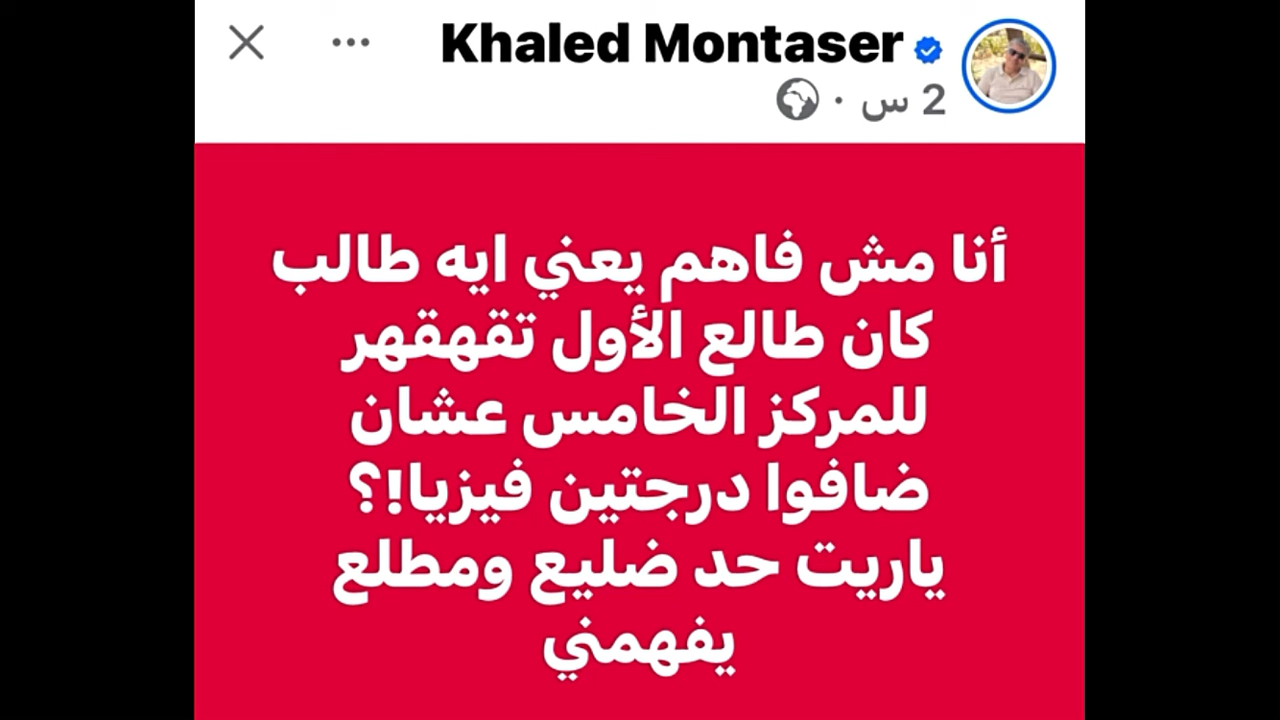 Khaled Montaser
2 س ·
أنا مش فاهم يعني ايه طالب
كان طالع الأول تقهقهر
للمركز الخامس عشان
ضافوا درجتين فيزيا!؟
ياريت حد ضليع ومطلع
يفهمني